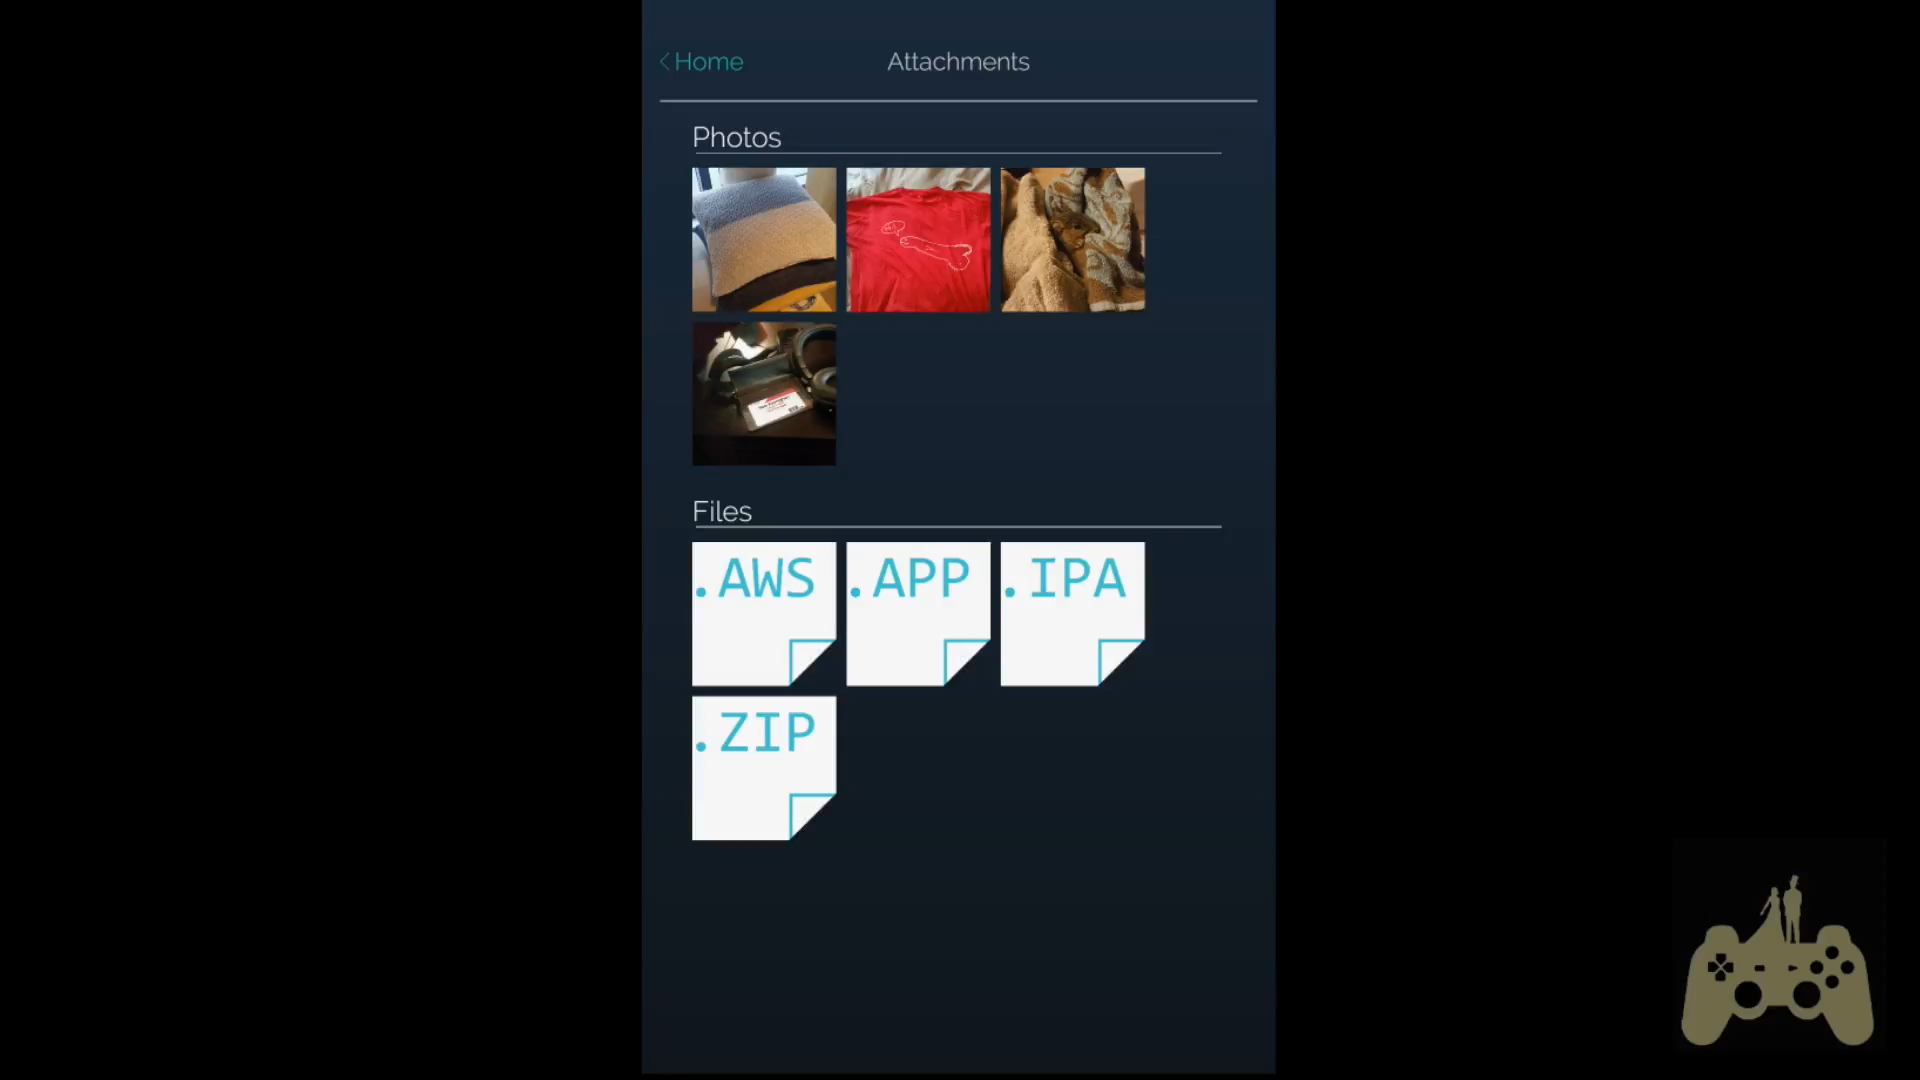 Home
Attachments
Photos
Files
.AWS
.APP
.IPA
.ZIP